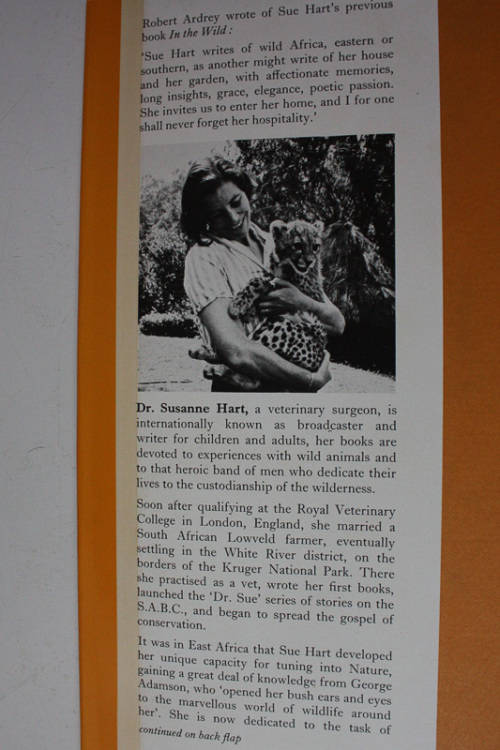 Robert Ardrey wrote of Sue Hart's previous
book In the Wild :
'Sue Hart writes of wild Africa, eastern or
southern, as another might write of her house
and her garden, with affectionate memories,
long insights, grace, elegance, poetic passion.
She invites us to enter her home, and I for one
shall never forget her hospitality.'
Dr. Susanne Hart, a veterinary surgeon, is
internationally known as broadcaster and
writer for children and adults, her books are
devoted to experiences with wild animals and
to that heroic band of men who dedicate their
lives to the custodianship of the wilderness.
Soon after qualifying at the Royal Veterinary
College in London, England, she married a
South African Lowveld farmer, eventually
settling in the White River district, on the
borders of the Kruger National Park. There
she practised as a vet, wrote her first books,
launched the 'Dr. Sue' series of stories on the
S.A.B.C., and began to spread the gospel of
conservation.
It was in East Africa that Sue Hart developed
her unique capacity for tuning into Nature,
gaining a great deal of knowledge from George
Adamson, who 'opened her bush ears and eyes
to the marvellous world of wildlife around
her'. She is now dedicated to the task of
continued on back flap